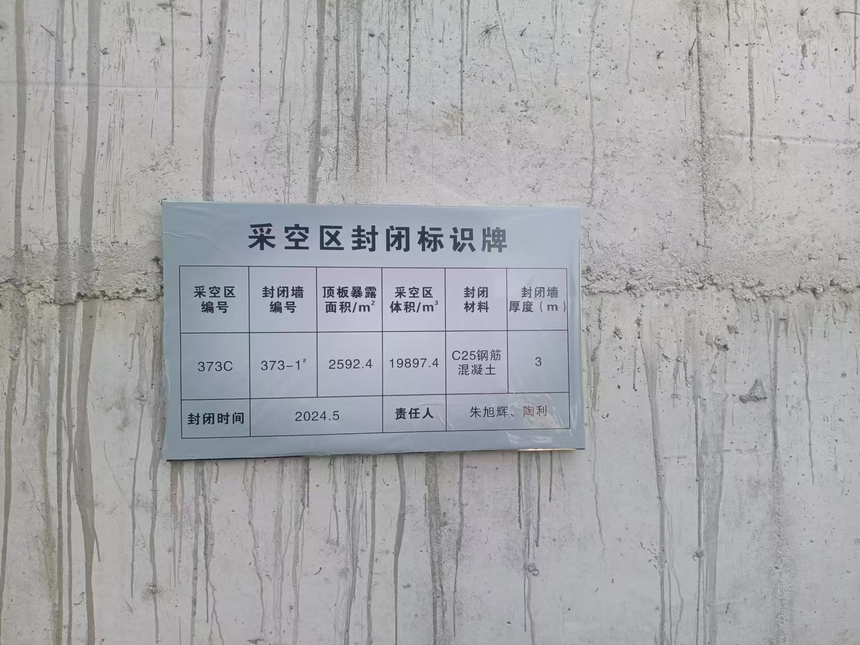 采空区封闭标识牌
采空区编号 封闭墙编号 顶板暴露面积/m² 采空区体积/m³ 封闭材料 封闭墙厚度（m）
373C 373-1# 2592.4 19897.4 C25钢筋混凝土 3
封闭时间 2024.5 责任人 朱旭辉、陶利